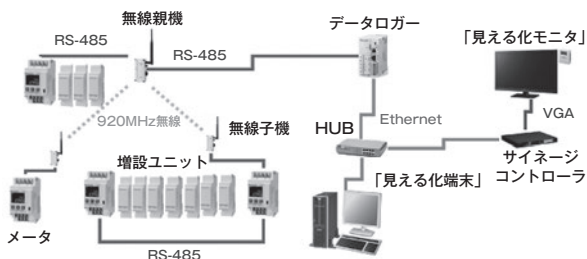 無線親機
データロガー
「見える化モニタ」
RS-485
RS-485
920MHz無線
無線子機
HUB
Ethernet
VGA
増設ユニット
サイネージ
コントローラ
「見える化端末」
メータ
RS-485